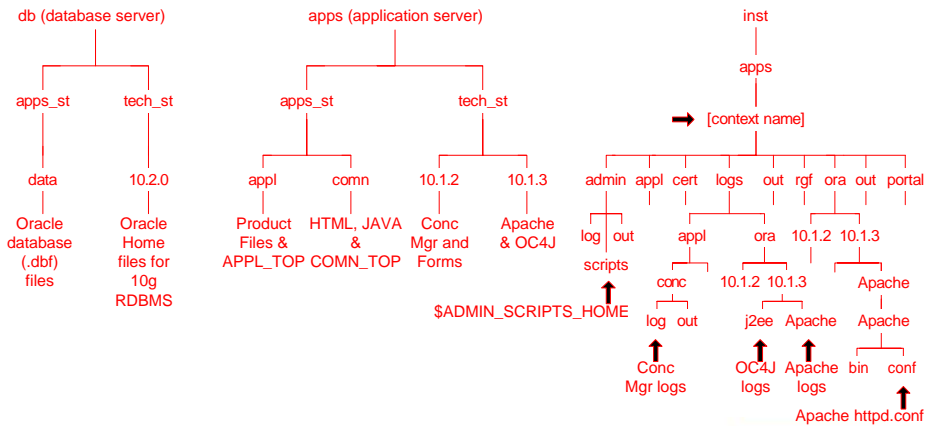 db (database server)
apps (application server)
inst
apps
apps_st
tech_st
apps_st
tech_st
[context name]
data
10.2.0
appl
comn
10.1.2
10.1.3
admin
appl
cert
logs
out
rgf
ora
out
portal
Oracle
database
(.dbf)
files
Oracle
Home
files for
10g
RDBMS
Product
Files &
APPL_TOP
HTML, JAVA
&
COMN_TOP
Conc
Mgr and
Forms
Apache
& OC4J
log
out
scripts
$ADMIN_SCRIPTS_HOME
appl
ora
10.1.2
10.1.3
conc
10.1.2
10.1.3
Apache
log
out
j2ee
Apache
Apache
Conc
Mgr logs
OC4J
logs
Apache
logs
bin
conf
Apache httpd.conf